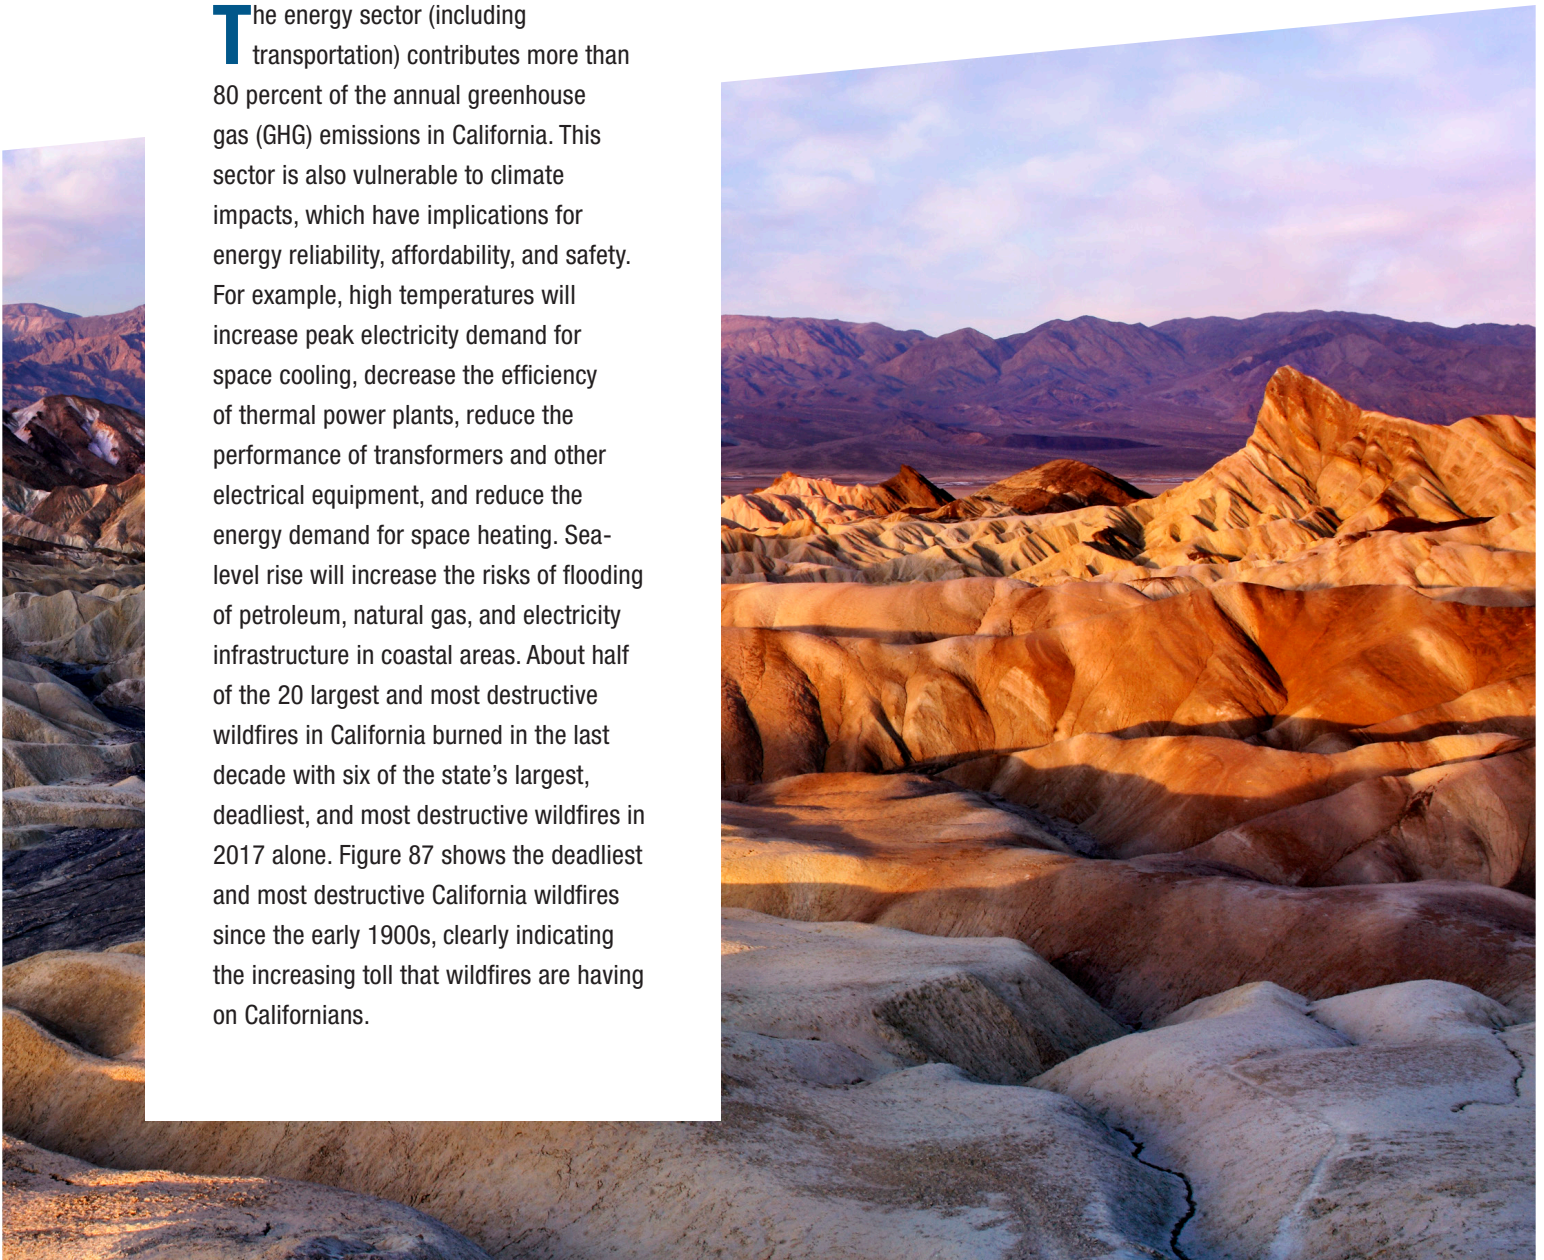 The energy sector (including
transportation) contributes more than
80 percent of the annual greenhouse
gas (GHG) emissions in California. This
sector is also vulnerable to climate
impacts, which have implications for
energy reliability, affordability, and safety.
For example, high temperatures will
increase peak electricity demand for
space cooling, decrease the efficiency
of thermal power plants, reduce the
performance of transformers and other
electrical equipment, and reduce the
energy demand for space heating. Sea-
level rise will increase the risks of flooding
of petroleum, natural gas, and electricity
infrastructure in coastal areas. About half
of the 20 largest and most destructive
wildfires in California burned in the last
decade with six of the state’s largest,
deadliest, and most destructive wildfires in
2017 alone. Figure 87 shows the deadliest
and most destructive California wildfires
since the early 1900s, clearly indicating
the increasing toll that wildfires are having
on Californians.